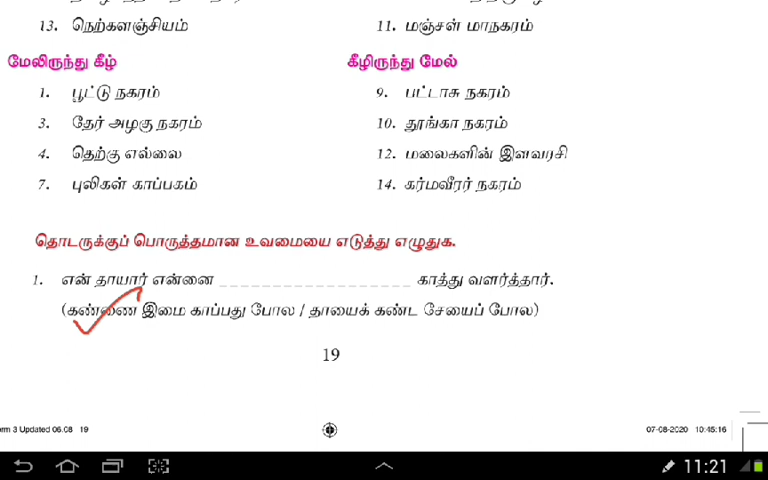 13. நெற்களஞ்சியம்
11. மஞ்சள் மாநகரம்
மேலிருந்து கீழ்
கீழிருந்து மேல்
1. பூட்டு நகரம்
9. பட்டாசு நகரம்
3. தேர் அழகு நகரம்
10. தூங்கா நகரம்
4. தெற்கு எல்லை
12. மலைகளின் இளவரசி
7. புலிகள் காப்பகம்
14. கர்மவீரர் நகரம்
தொடருக்குப் பொருத்தமான உவமையை எடுத்து எழுதுக.
1. என் தாயார் என்னை ____________________ காத்து வளர்த்தார்.
(கண்ணை இமை காப்பது போல / தாயைக் கண்ட சேயைப் போல)
19
erm 3 Updated 06.08 19
07-08-2020 10:45:16
11:21